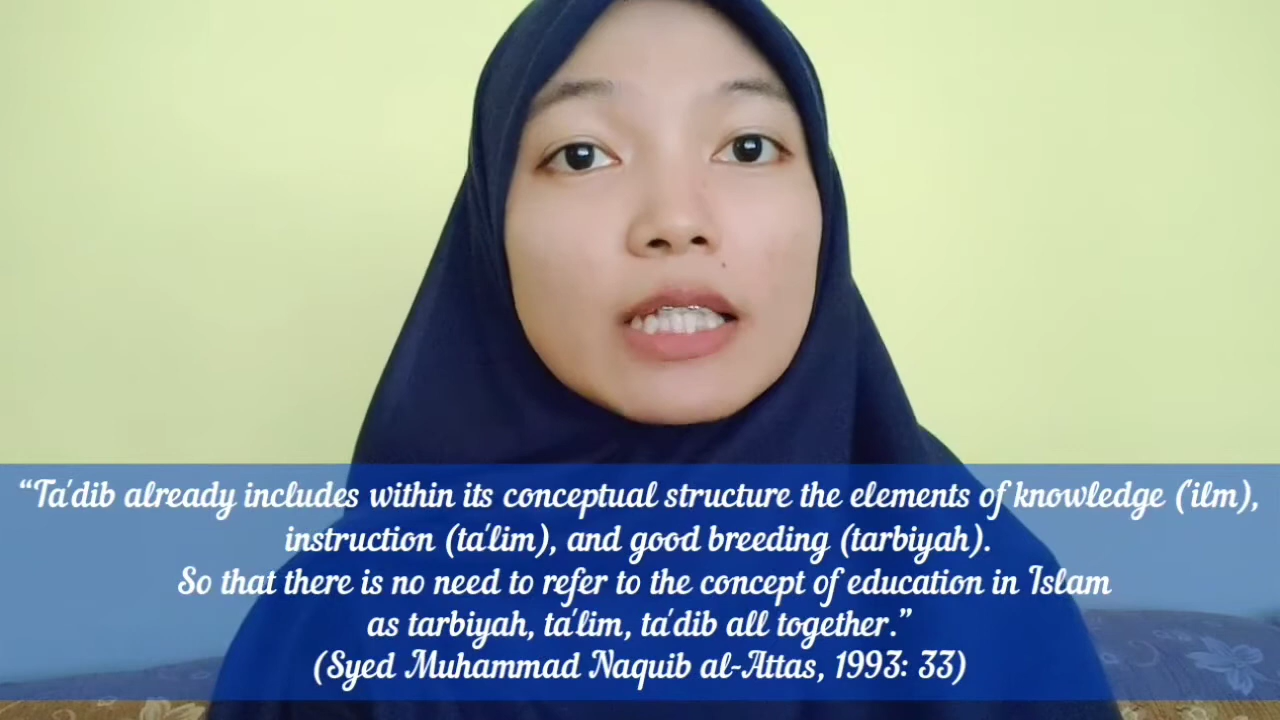 “Ta'dib already includes within its conceptual structure the elements of knowledge ('ilm),
instruction (ta'lim), and good breeding (tarbiyah).
So that there is no need to refer to the concept of education in Islam
as tarbiyah, ta'lim, ta'dib all together.”
(Syed Muhammad Naquib al-Attas, 1993: 33)